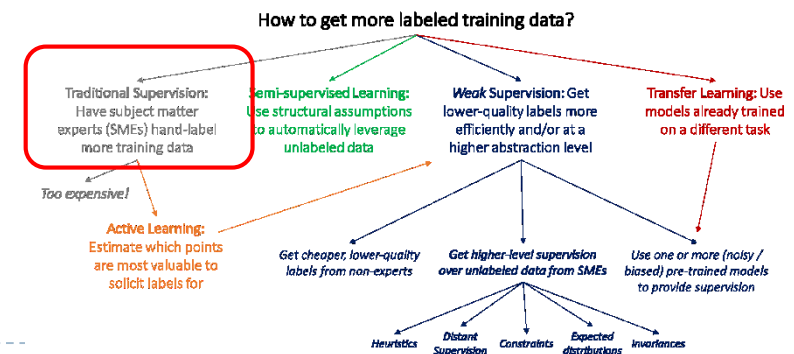 How to get more labeled training data?
Traditional Supervision:
Have subject matter
experts (SMEs) hand-label
more training data
Semi-supervised Learning:
Use structural assumptions
to automatically leverage
unlabeled data
Weak Supervision: Get
lower-quality labels more
efficiently and/or at a
higher abstraction level
Transfer Learning: Use
models already trained
on a different task
Too expensive!
Active Learning:
Estimate which points
are most valuable to
solicit labels for
Get cheaper, lower-quality
labels from non-experts
Get higher-level supervision
over unlabeled data from SMEs
Use one or more (noisy /
biased) pre-trained models
to provide supervision
Heuristics
Distant
Supervision
Constraints
Expected
distributions
Invariances